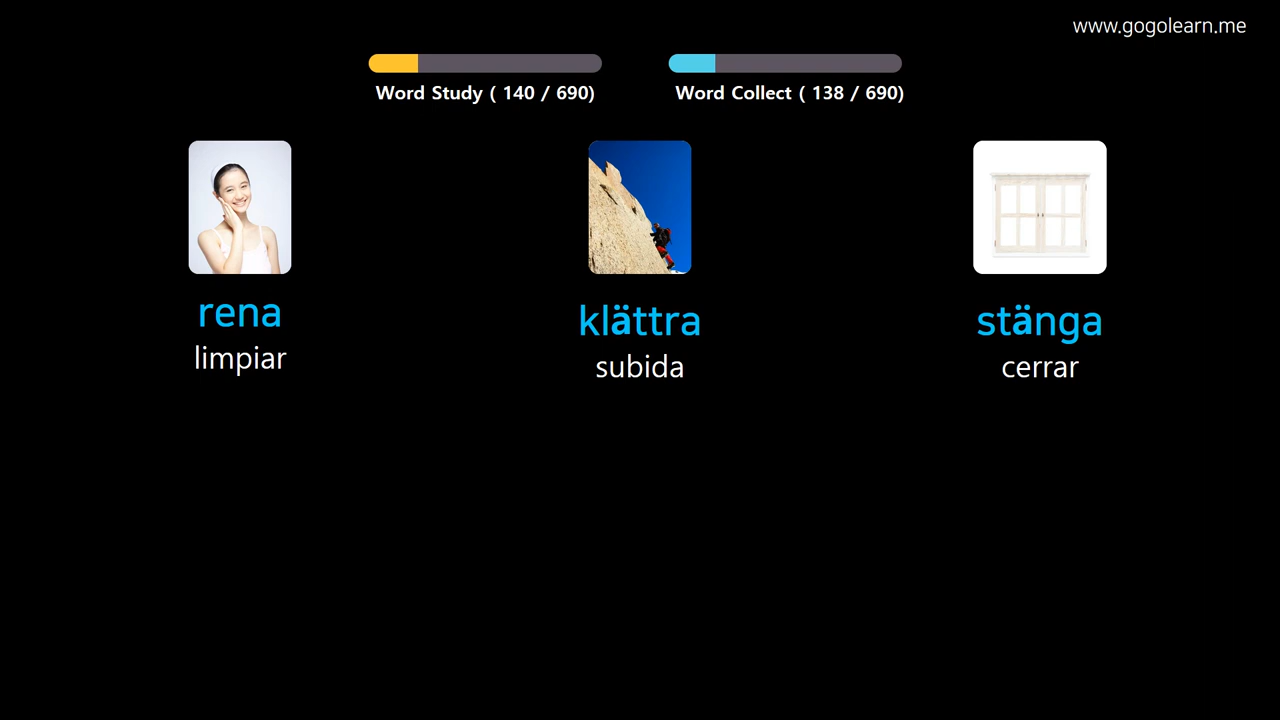 www.gogolearn.me
Word Study ( 140 / 690)
Word Collect ( 138 / 690)
rena
limpiar
klättra
subida
stänga
cerrar